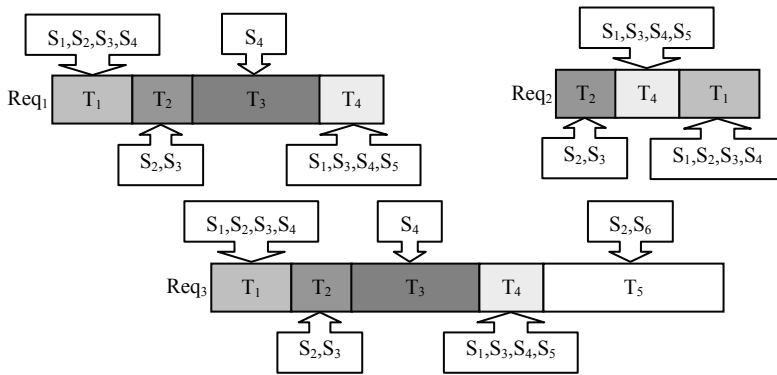 S₁,S₂,S₃,S₄
S₄
S₁,S₃,S₄,S₅
Req₁ T₁ T₂ T₃ T₄
Req₂ T₂ T₄ T₁
S₂,S₃
S₁,S₃,S₄,S₅
S₂,S₃
S₁,S₂,S₃,S₄
S₁,S₂,S₃,S₄
S₄
S₂,S₆
Req₃ T₁ T₂ T₃ T₄ T₅
S₂,S₃
S₁,S₃,S₄,S₅